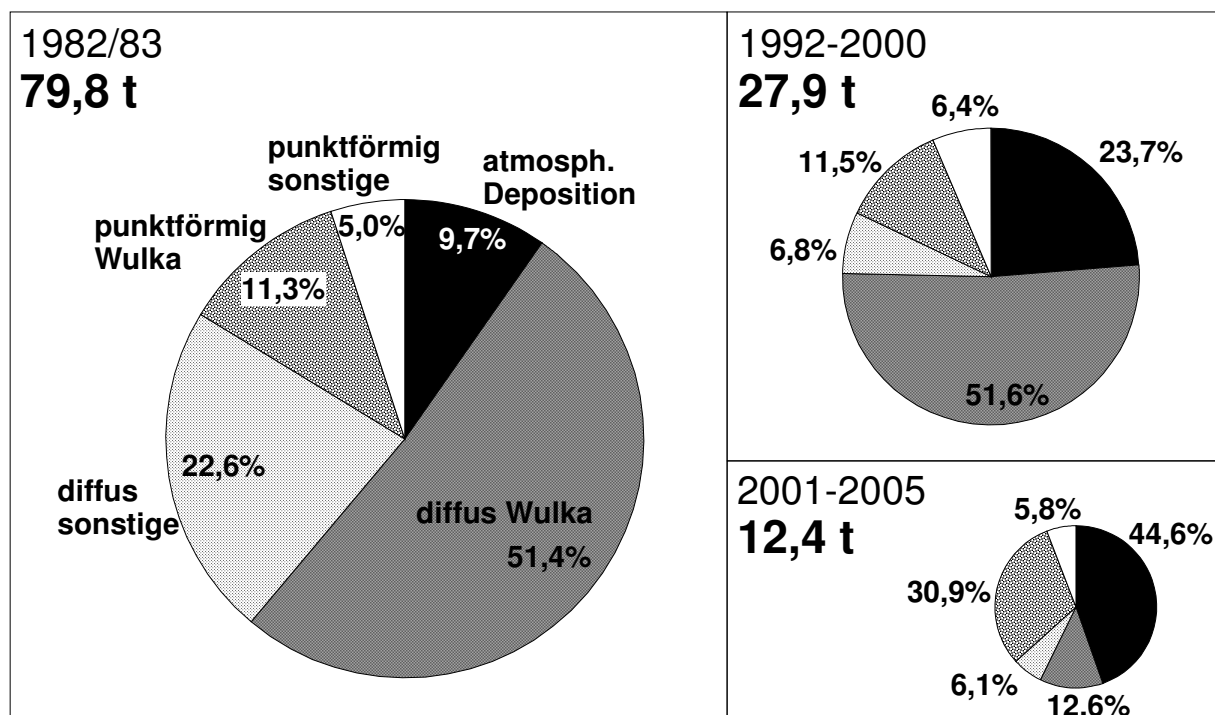 1982/83
79,8 t
punktförmig
sonstige
5,0%
atmosph.
Deposition
9,7%
punktförmig
Wulka
11,3%
diffus
sonstige
22,6%
diffus Wulka
51,4%
1992-2000
27,9 t
6,4%
23,7%
11,5%
6,8%
51,6%
2001-2005
12,4 t
5,8%
44,6%
30,9%
6,1%
12,6%